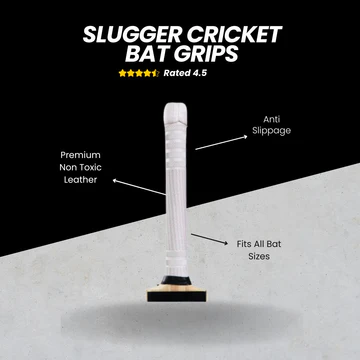 SLUGGER CRICKET
BAT GRIPS
Rated 4.5
Anti
Slippage
Premium
Non Toxic
Leather
Fits All Bat
Sizes